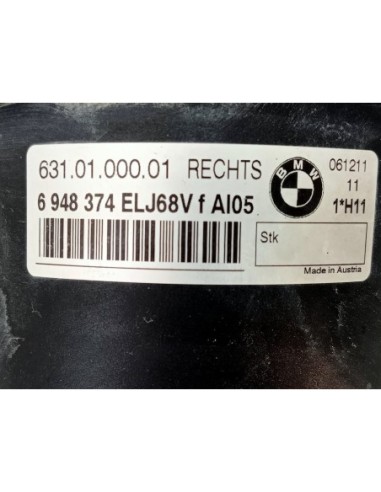 631.01.000.01 RECHTS BMW 061211
11
6 948 374 ELJ68V f AI05 1*H11
Stk
Made in Austria